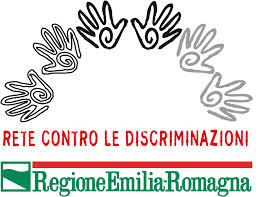 RETE CONTRO LE DISCRIMINAZIONI
RegioneEmilia-Romagna